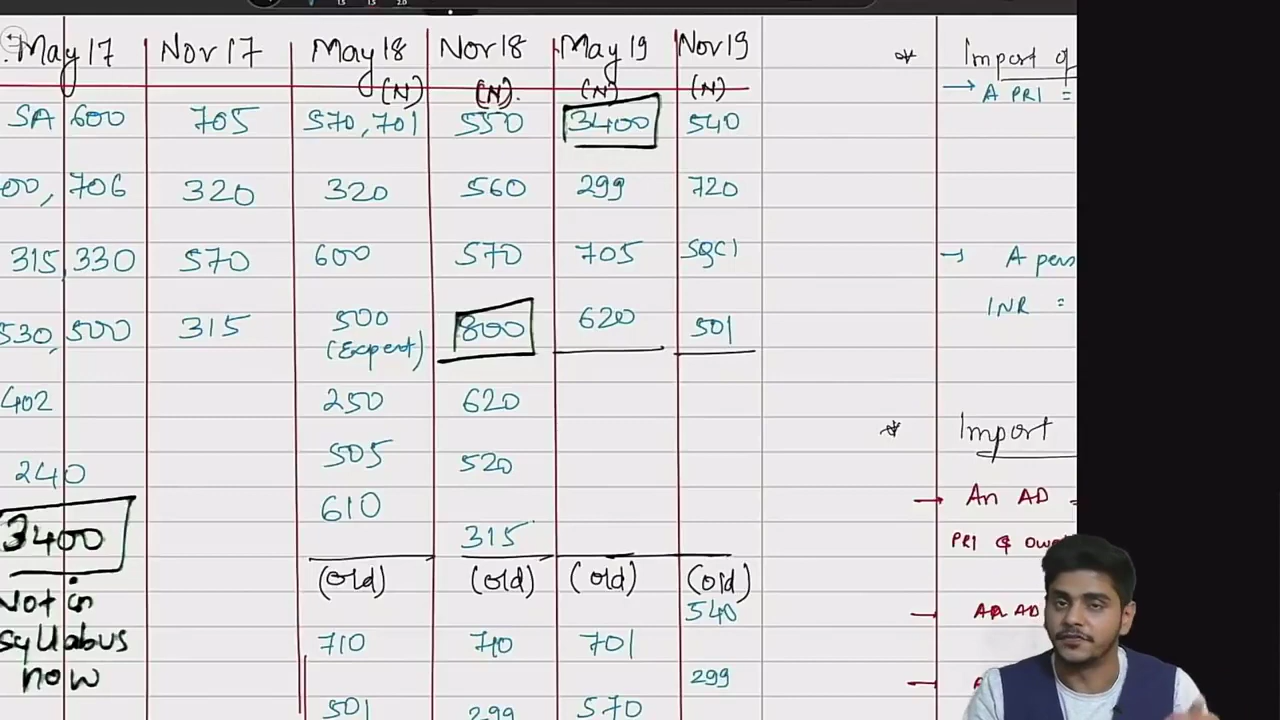 May 17 Nov 17 May 18 Nov 18 May 19 Nov 19
(N) (N). (N) (N)
SA 600 705 570, 701 550 3400 540
00, 706 320 320 560 299 720
315, 330 570 600 570 705 SQC1
530, 500 315 500 800 620 501
(Expert)
402 250 620
240 505 520
3400 610 315
Not in (old) (old) (old) (old)
540
syllabus 710 710 701
now 299
501 299 570
* Import of
→ A PRI =
→ A pers
INR =
* Import
→ An AD =
PRI &
→ An AD
→